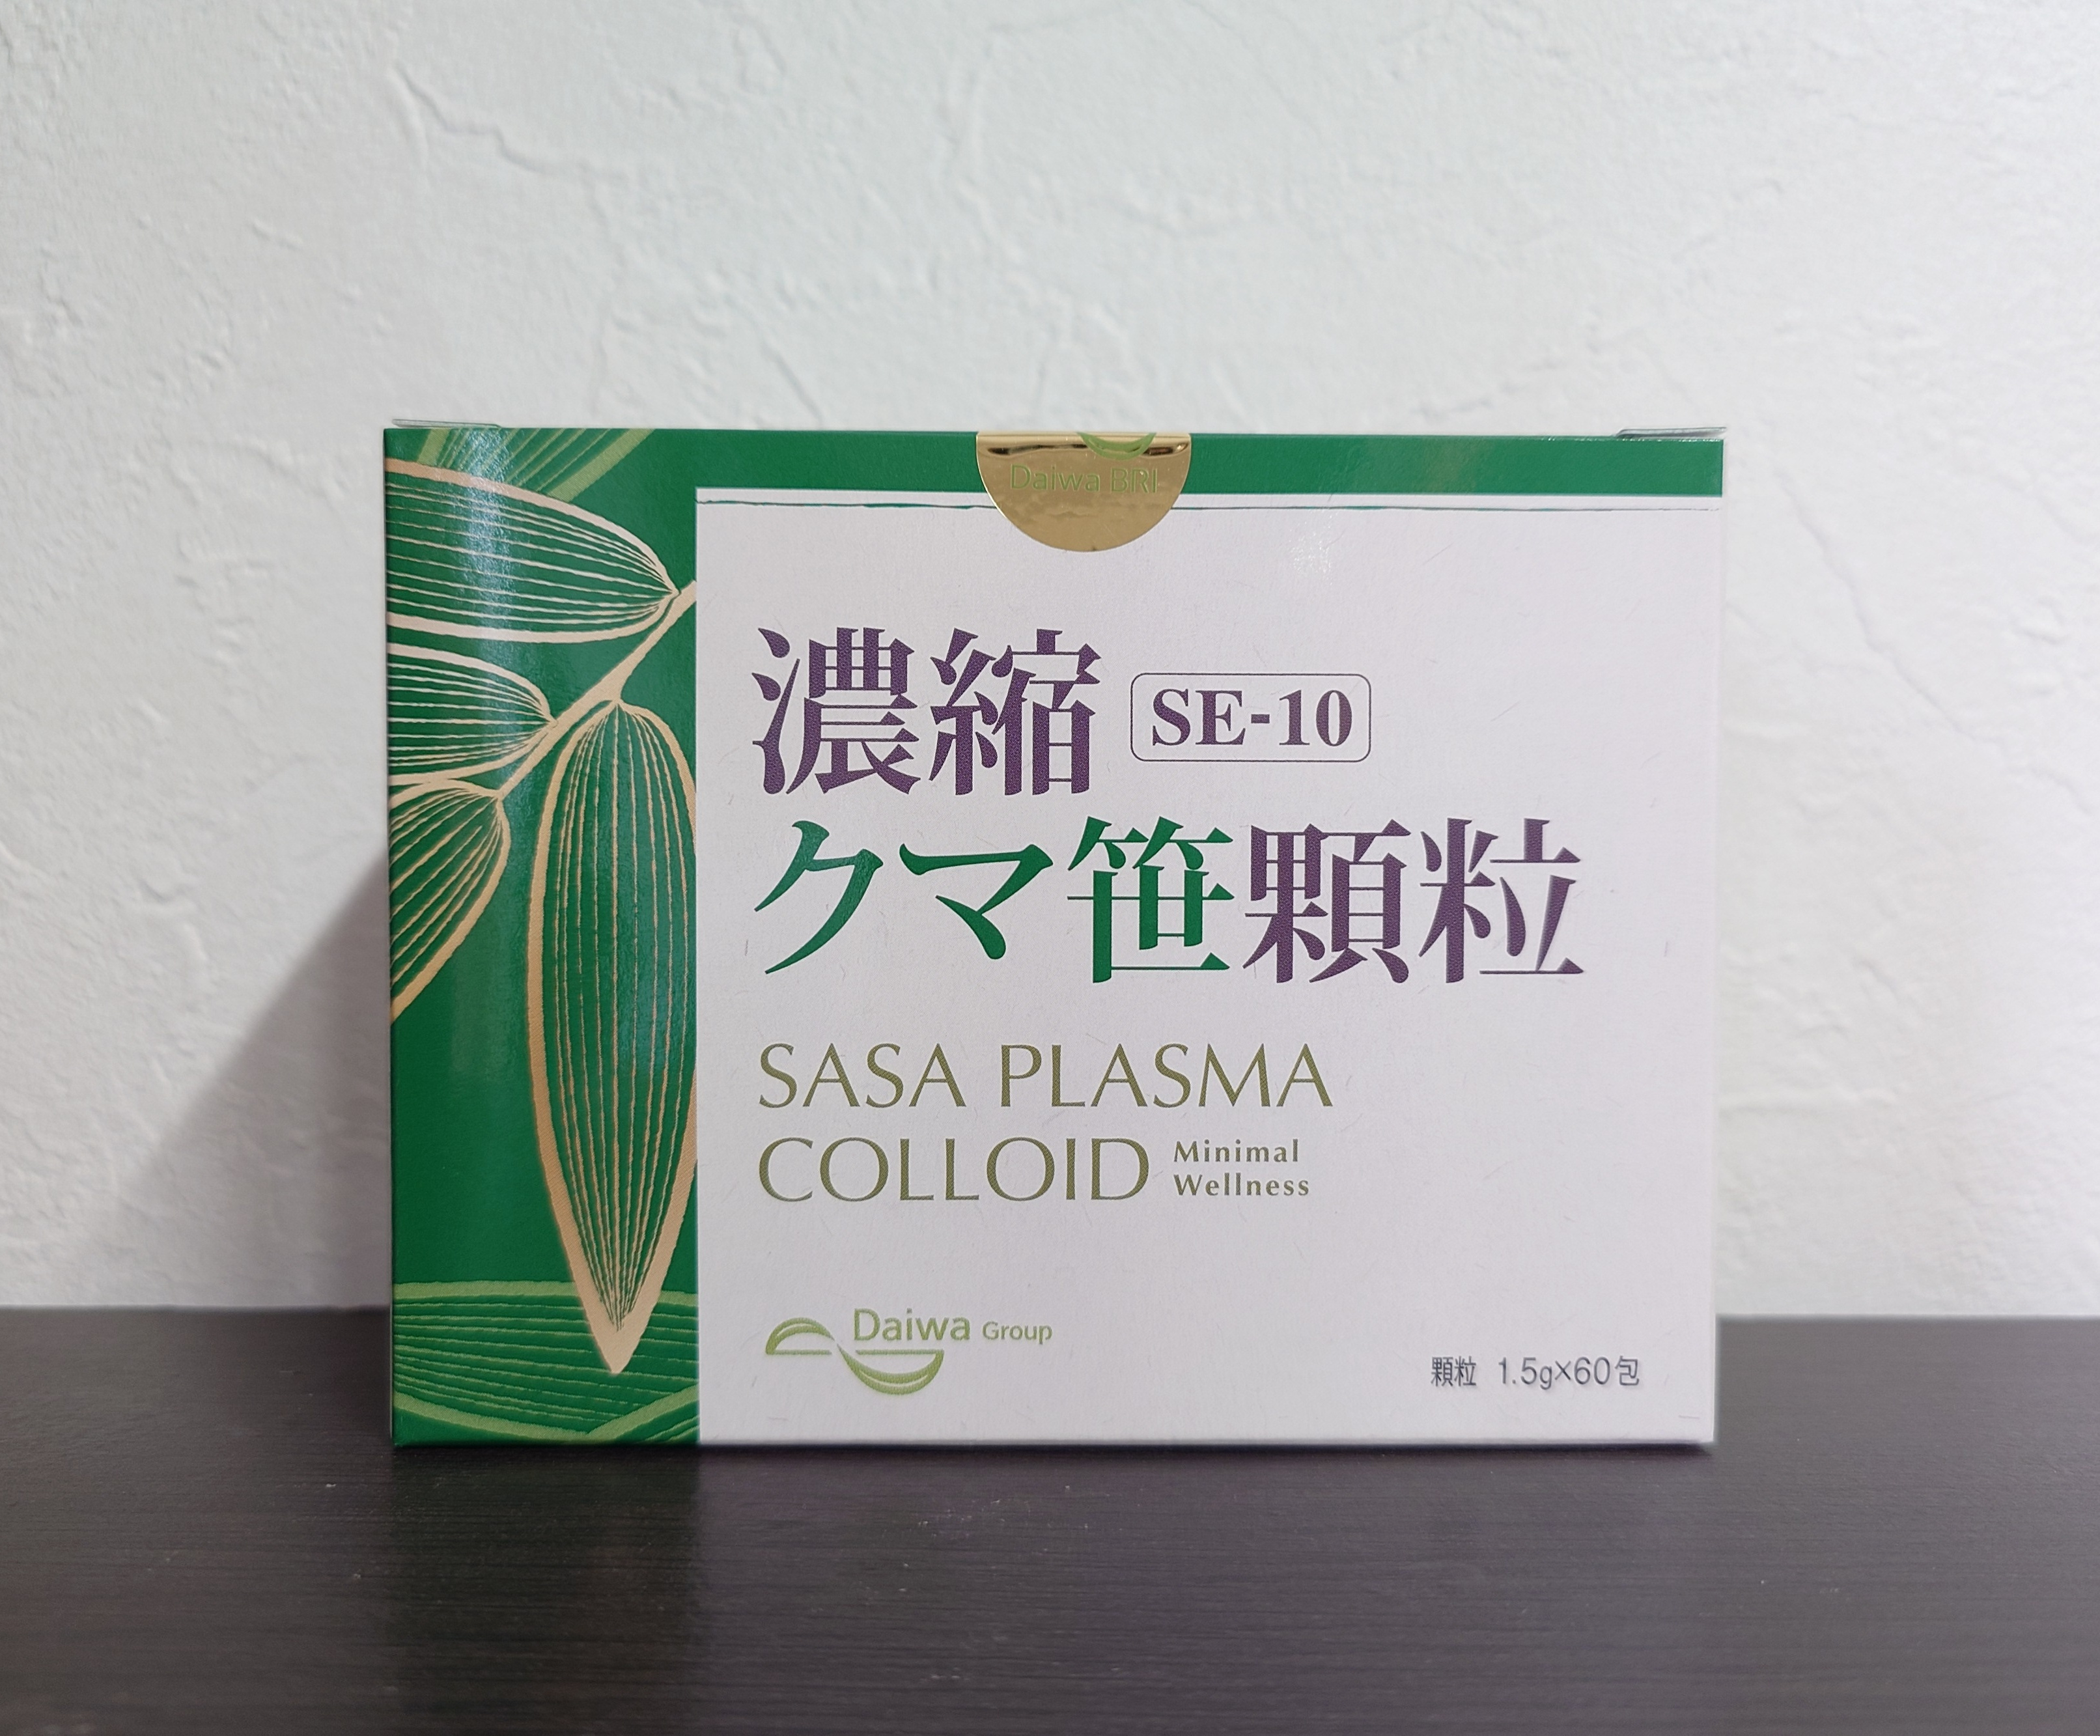 Daiwa BRI
濃縮 SE-10
クマ笹顆粒
SASA PLASMA
COLLOID Minimal
Wellness
Daiwa Group
顆粒 1.5g×60包